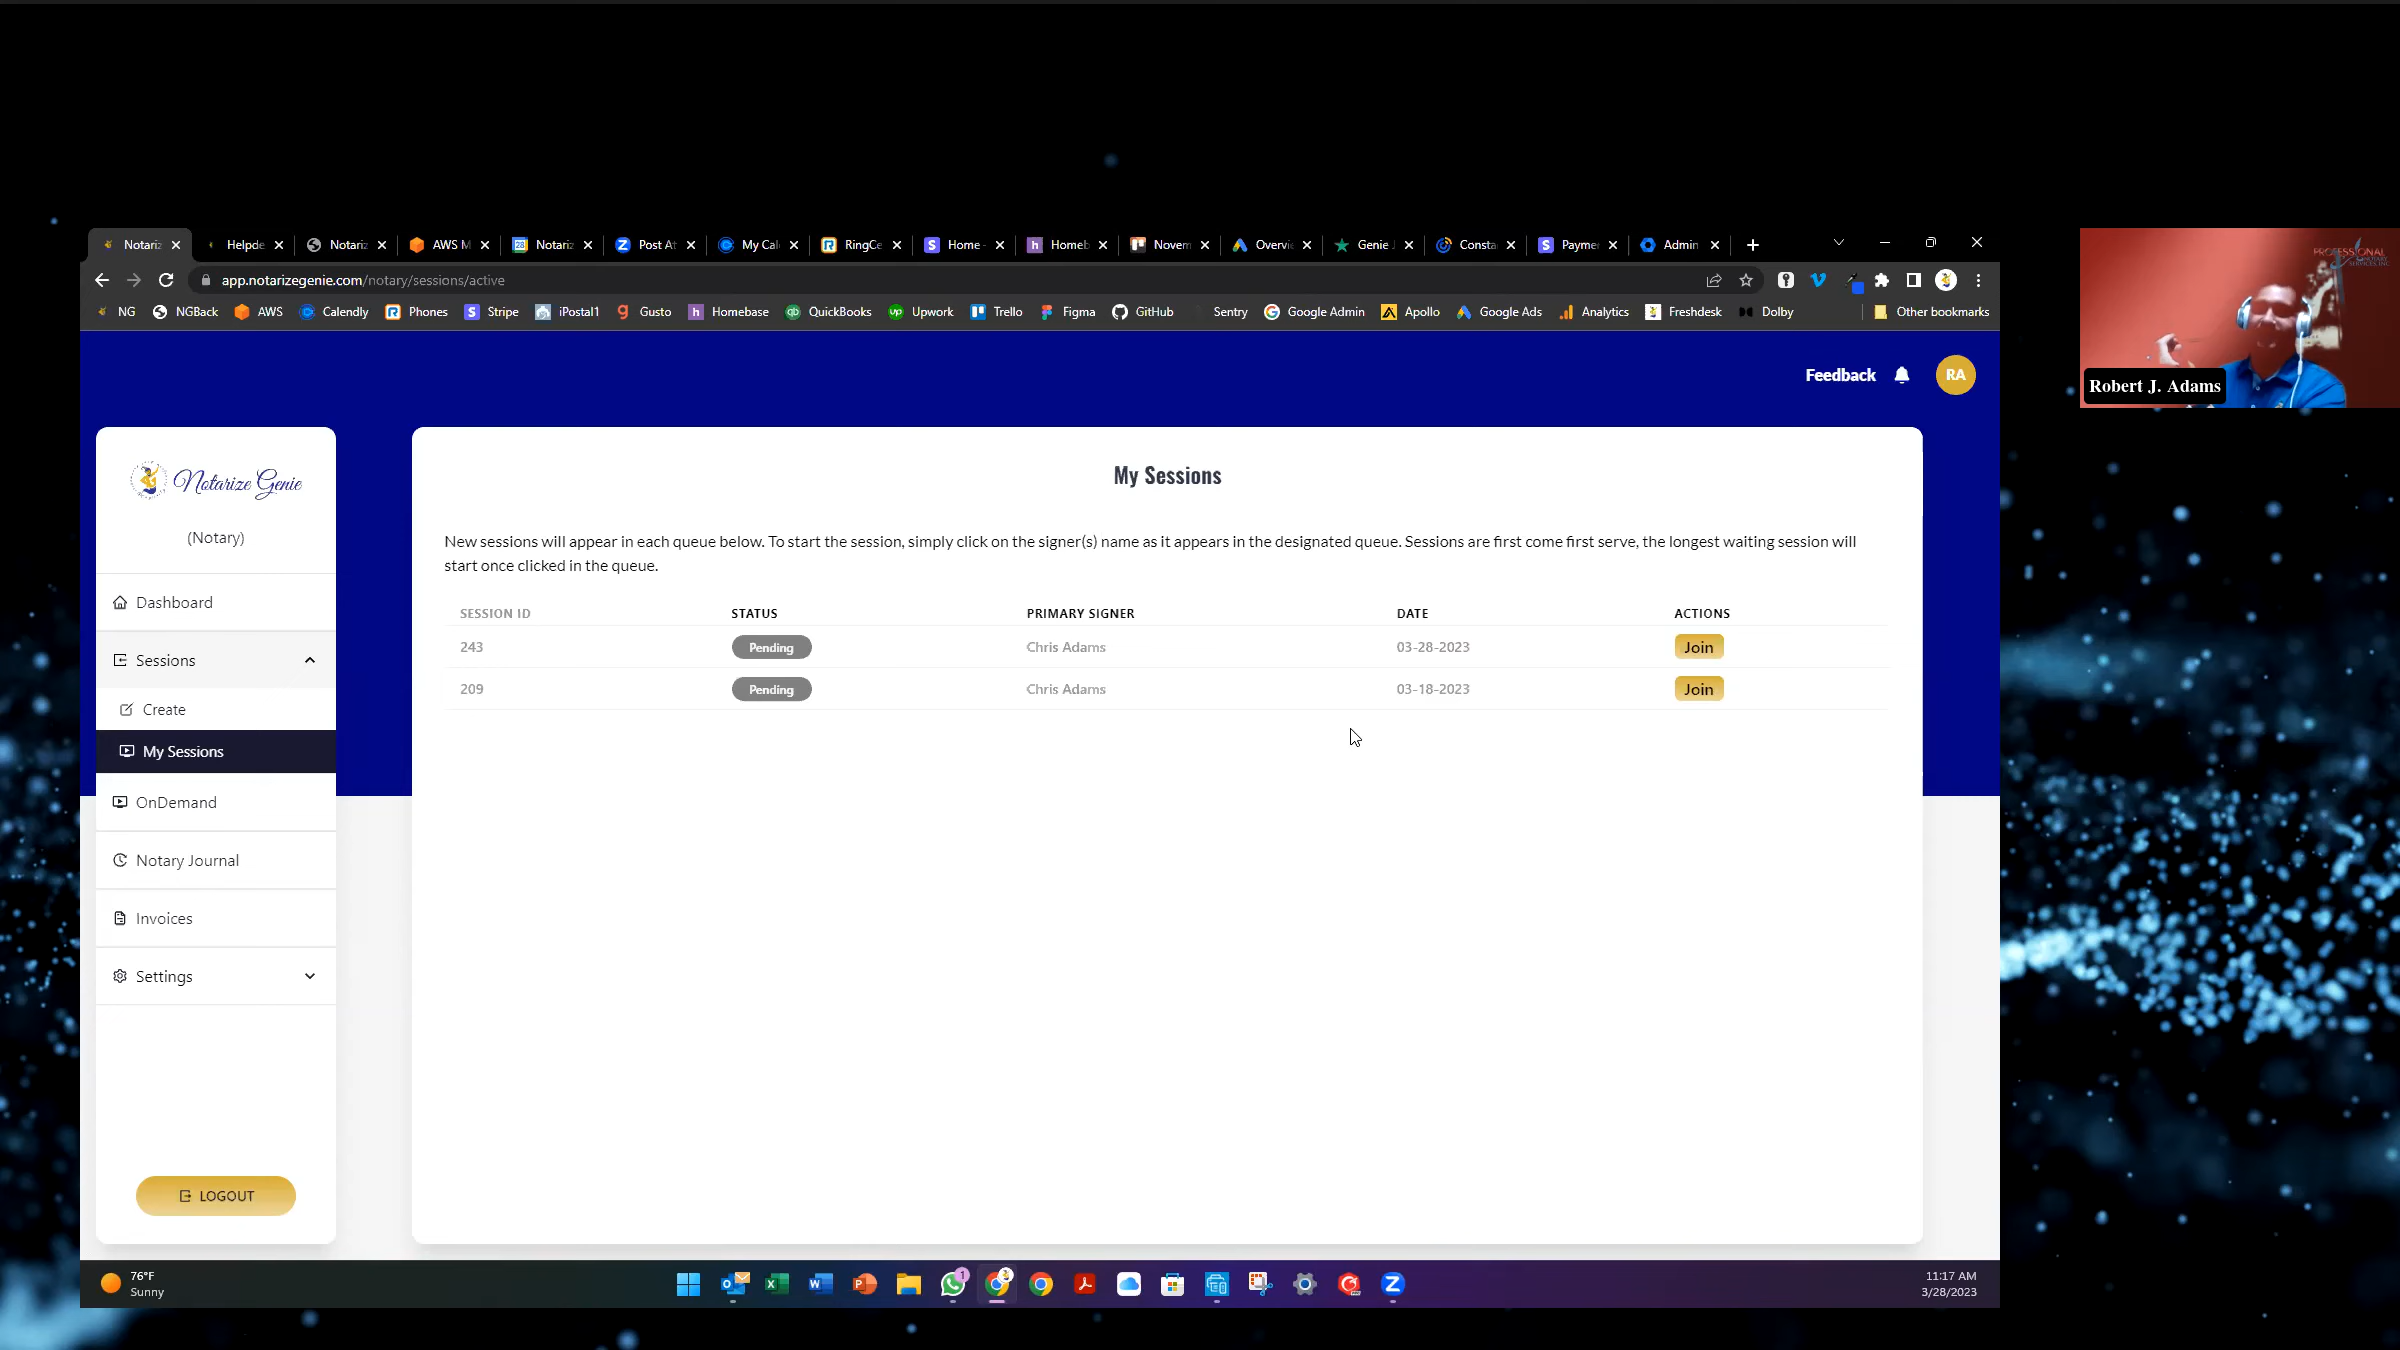 Notariz
Helpde
Notariz
AWS M
Notariz
Post At
My Cal
RingCe
Home -
Homeb
Novem
Overvie
Genie J
Consta
Paymer
Admin
app.notarizegenie.com/notary/sessions/active
NG
NGBack
AWS
Calendly
Phones
Stripe
iPostal1
Gusto
Homebase
QuickBooks
Upwork
Trello
Figma
GitHub
Sentry
Google Admin
Apollo
Google Ads
Analytics
Freshdesk
Dolby
Other bookmarks
Feedback
RA
PROFESSIONAL
Robert J. Adams
Notarize Genie
(Notary)
Dashboard
Sessions
Create
My Sessions
OnDemand
Notary Journal
Invoices
Settings
LOGOUT
My Sessions
New sessions will appear in each queue below. To start the session, simply click on the signer(s) name as it appears in the designated queue. Sessions are first come first serve, the longest waiting session will
start once clicked in the queue.
SESSION ID STATUS PRIMARY SIGNER DATE ACTIONS
243 Pending Chris Adams 03-28-2023 Join
209 Pending Chris Adams 03-18-2023 Join
76°F
Sunny
1
11:17 AM
3/28/2023